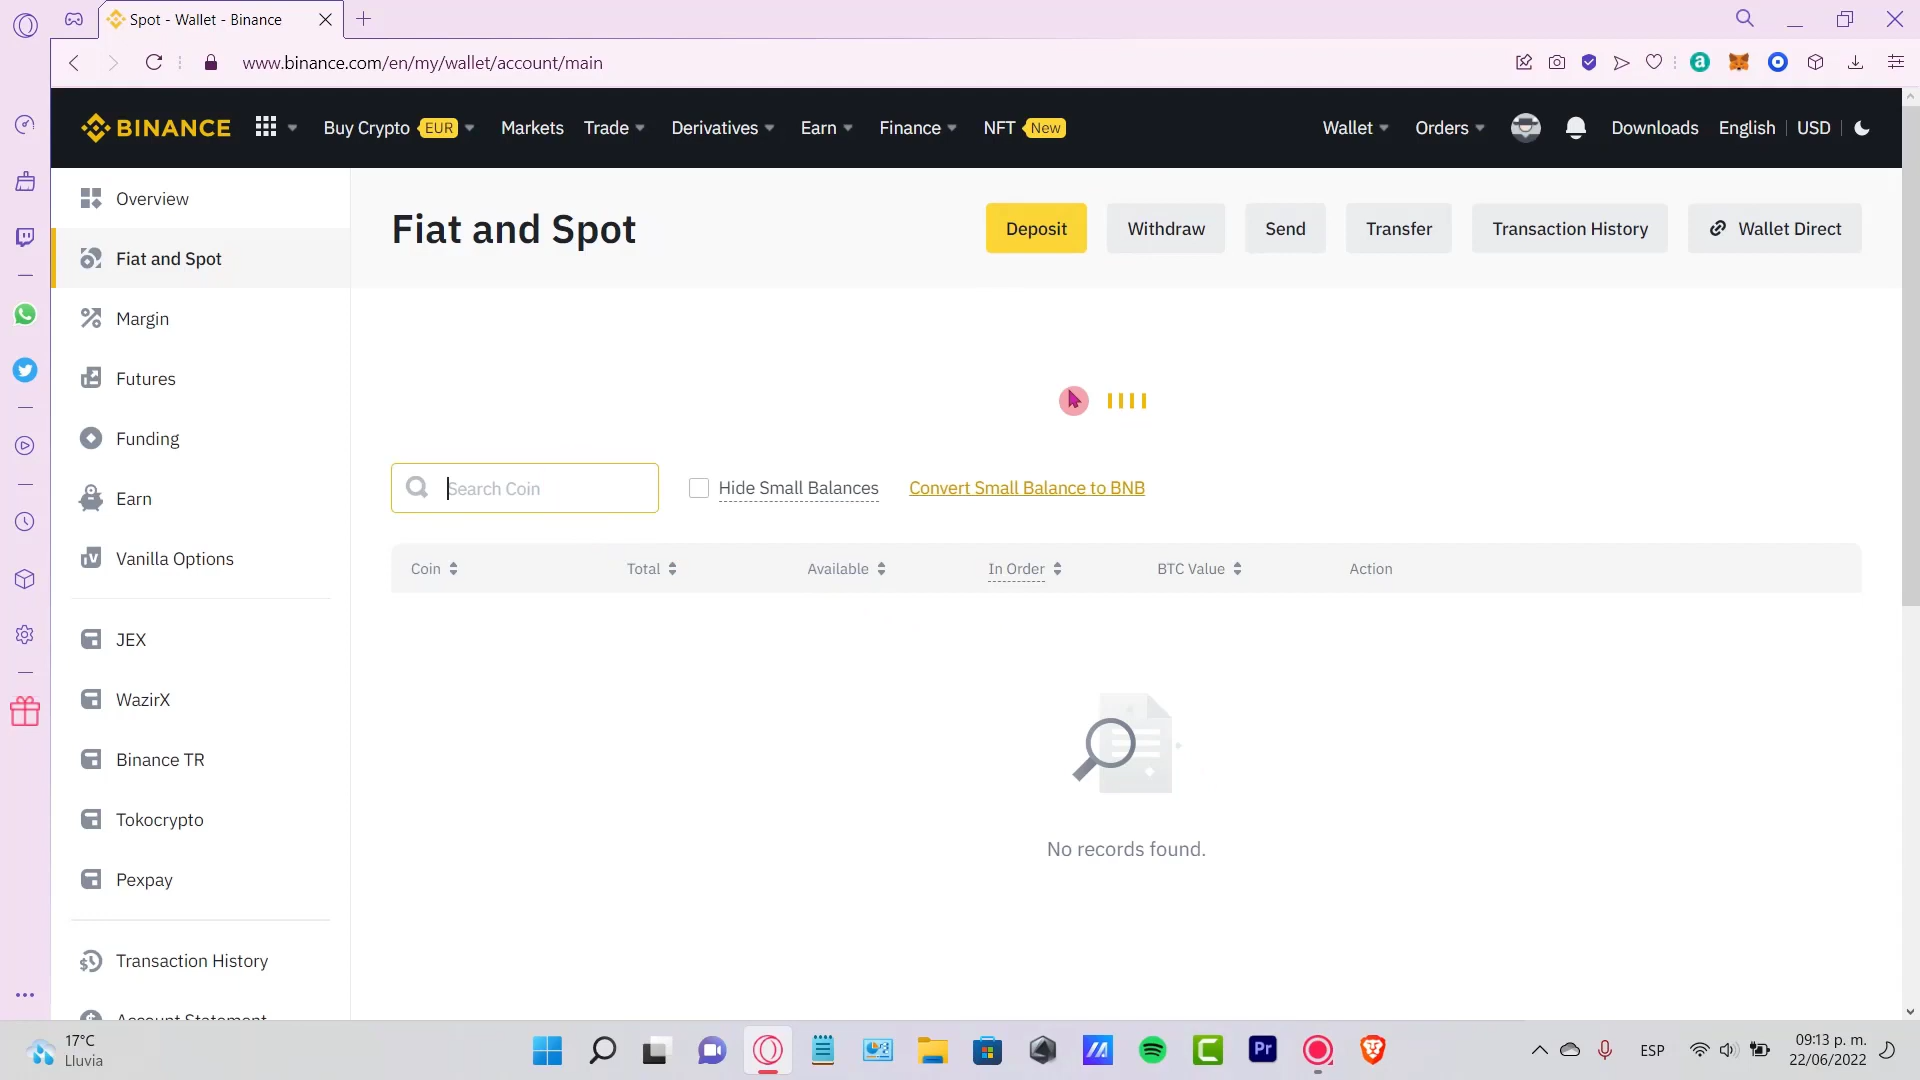 Spot - Wallet - Binance
www.binance.com/en/my/wallet/account/main
BINANCE Buy Crypto EUR Markets Trade Derivatives Earn Finance NFT New Wallet Orders Downloads English USD
Overview
Fiat and Spot
Margin
Futures
Funding
Earn
Vanilla Options
JEX
WazirX
Binance TR
Tokocrypto
Pexpay
Transaction History
Account Statement
Fiat and Spot
Deposit Withdraw Send Transfer Transaction History Wallet Direct
Search Coin Hide Small Balances Convert Small Balance to BNB
Coin Total Available In Order BTC Value Action
No records found.
17°C
Lluvia
Pr
ESP
09:13 p. m.
22/06/2022